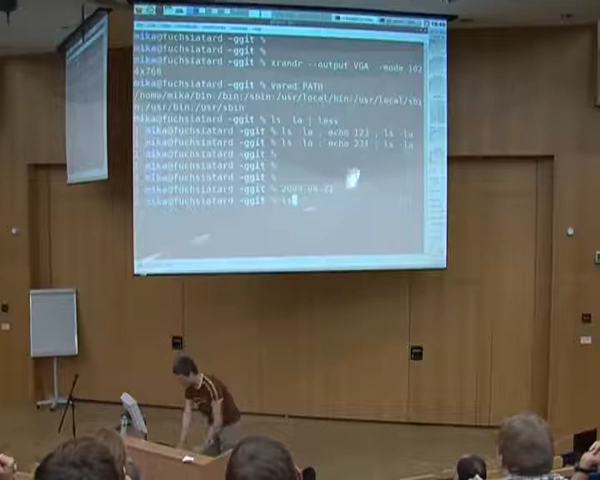 mika@fuchsiatard ~ggit %
mika@fuchsiatard ~ggit %
mika@fuchsiatard ~ggit % xrandr --output VGA --mode 102
4x768
mika@fuchsiatard ~ggit % vared PATH
/home/mika/bin:/bin:/sbin:/usr/local/bin:/usr/local/sbi
n:/usr/bin:/usr/sbin
mika@fuchsiatard ~ggit % ls -la | less
mika@fuchsiatard ~ggit % ls -la ; echo 123 ; ls -la
mika@fuchsiatard ~ggit % ls -la ; echo 234 ; ls -la
mika@fuchsiatard ~ggit %
mika@fuchsiatard ~ggit %
mika@fuchsiatard ~ggit %
mika@fuchsiatard ~ggit % 2009-04-22
mika@fuchsiatard ~ggit % ls